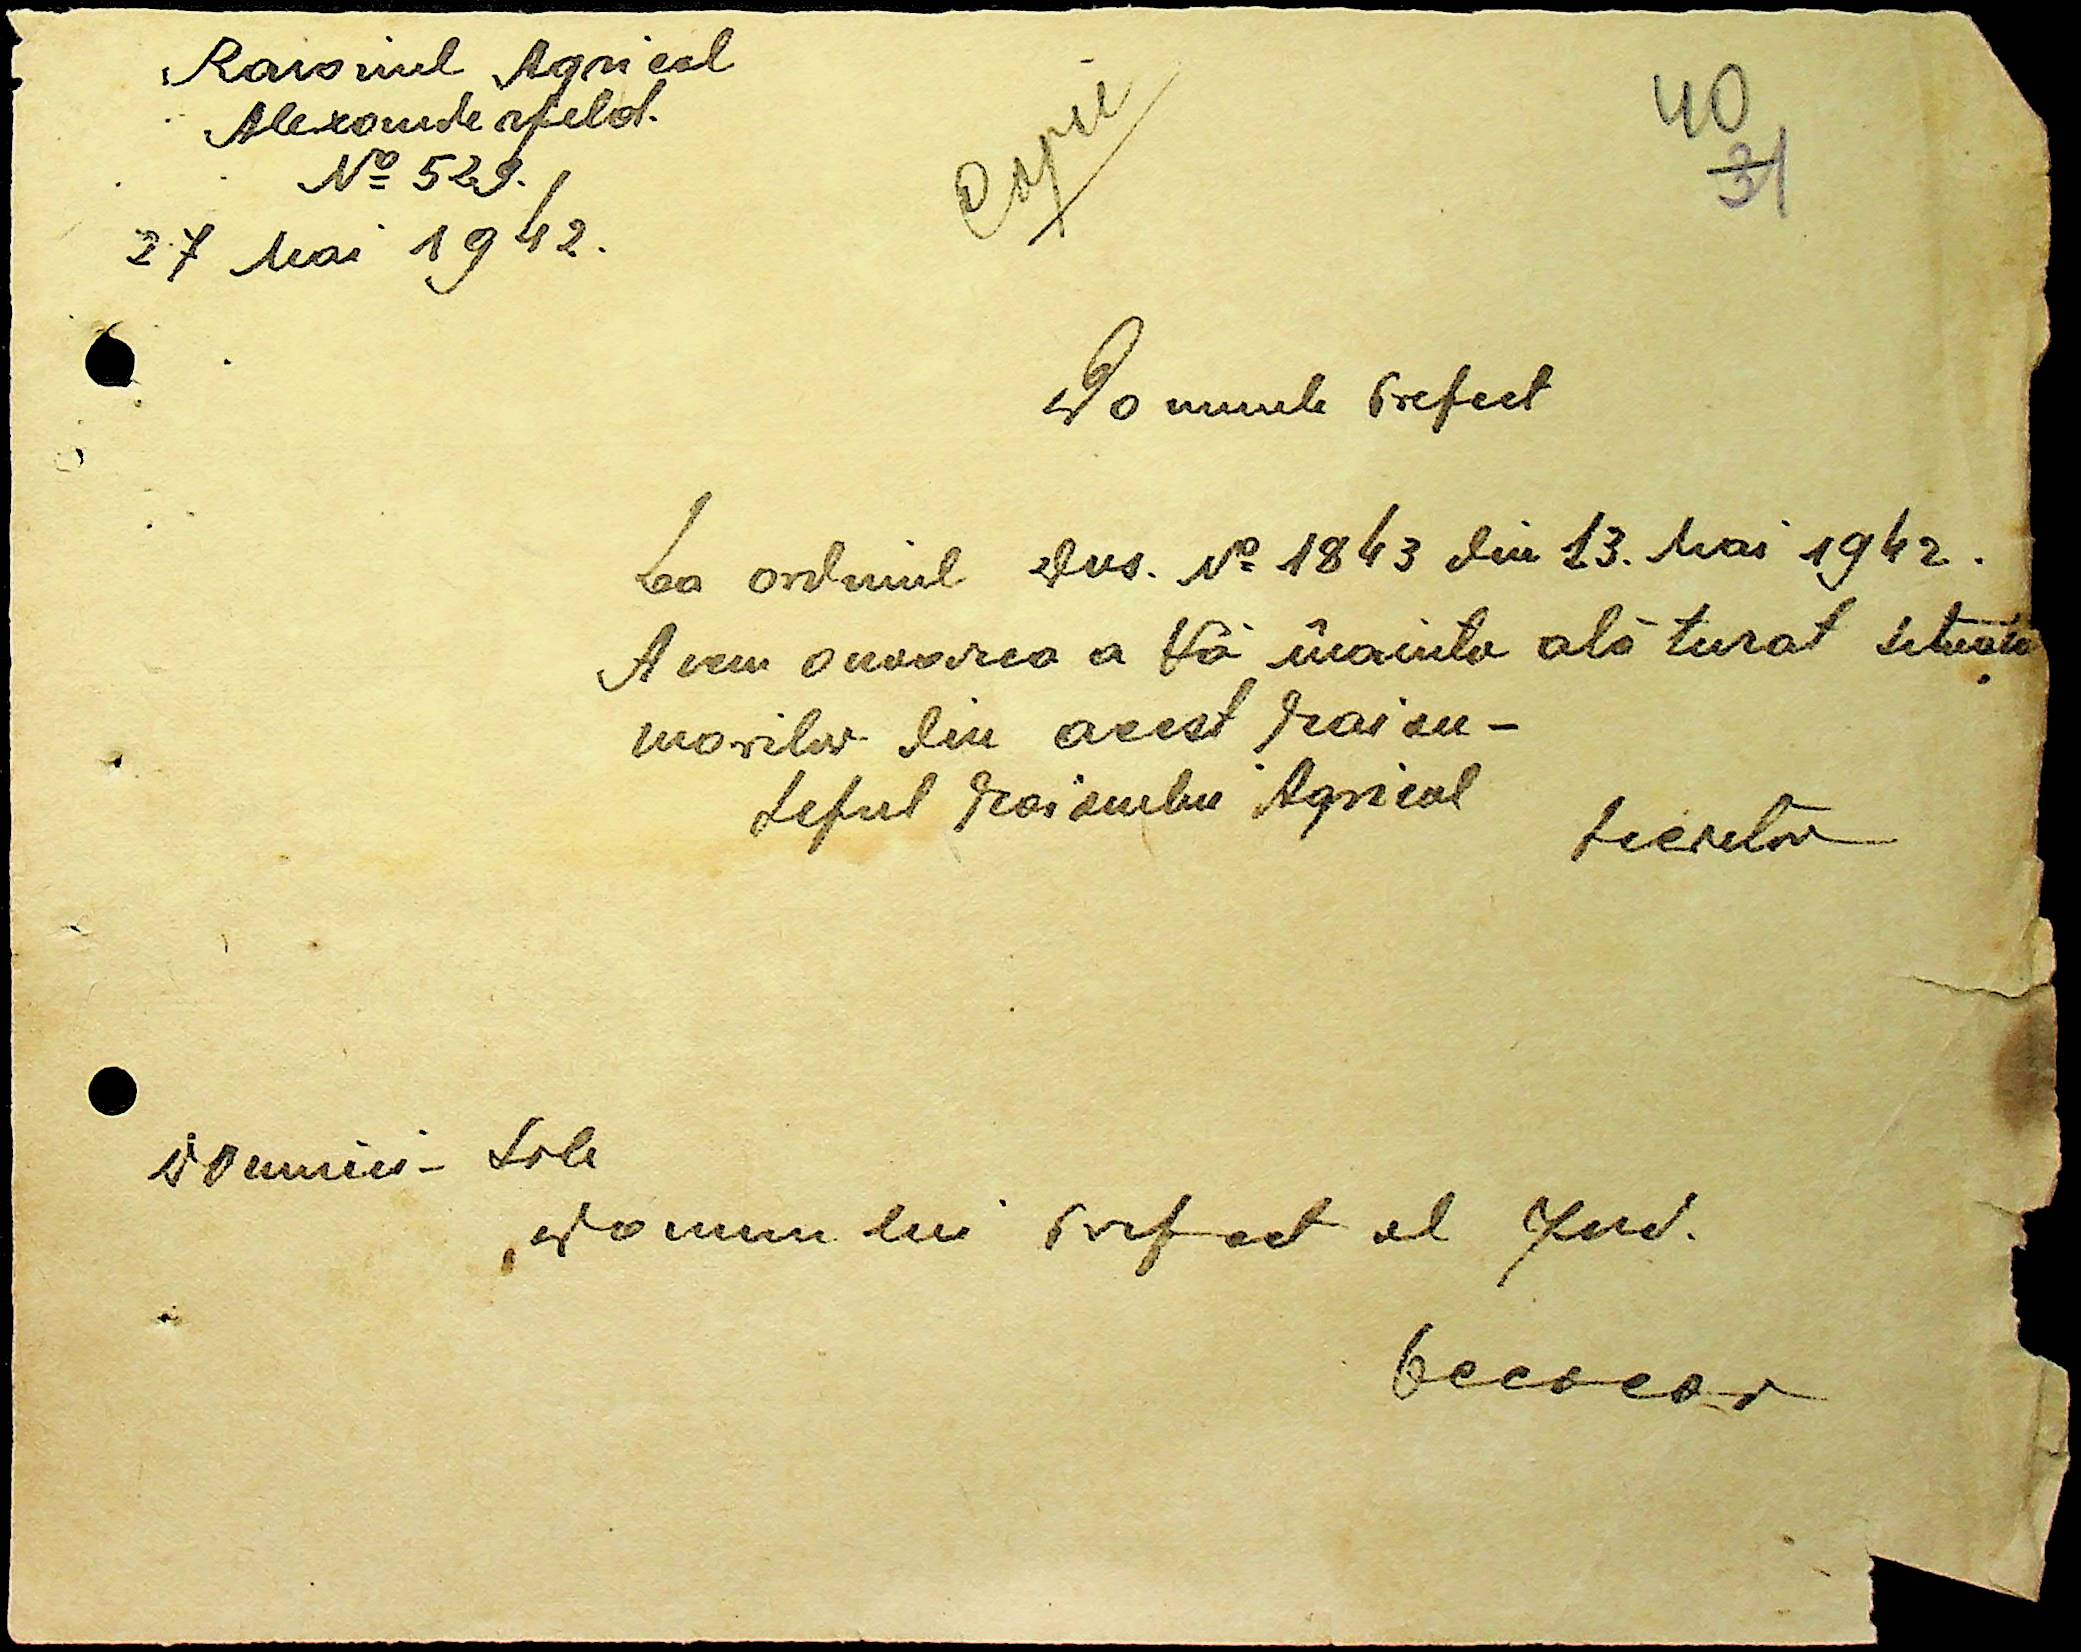 Raionul Agricol
Alexanderfeld.
No 529.
27 Mai 1942.
Copie
40
31
Domnule Prefect
La ordinul Dvs. No 1843 din 13. Mai 1942.
Avem onoarea a Vă înainta alăturat situația
morilor din acest Raion -
Șeful Raionului Agricol
Secretar
Domniei - Sale
Domnului Prefect al Jud.